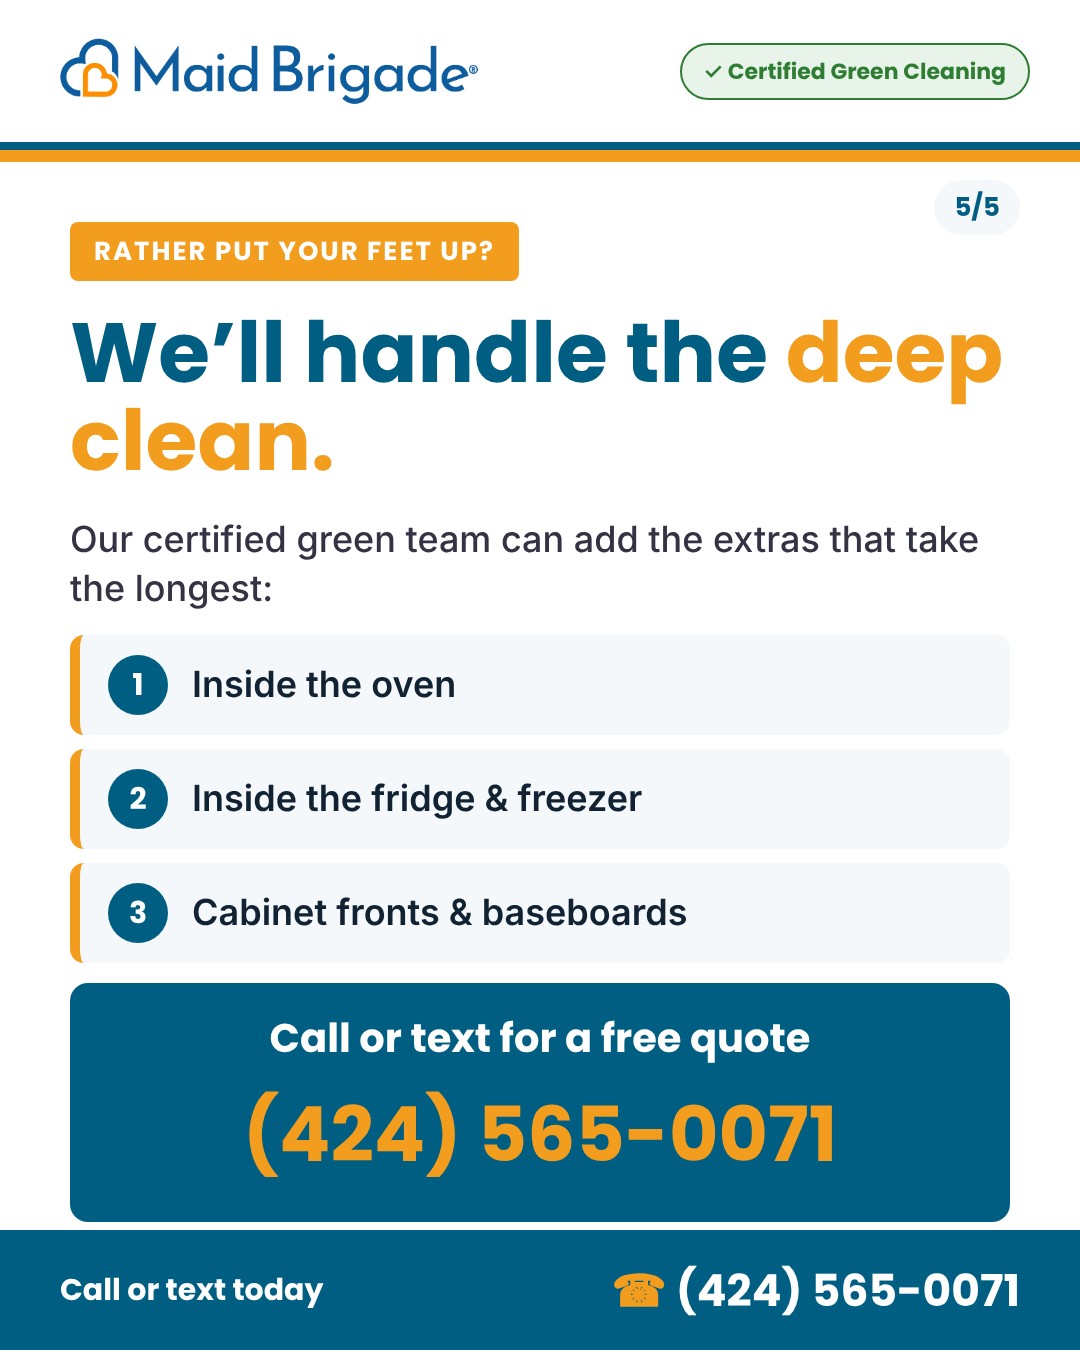 Maid Brigade®
✓ Certified Green Cleaning
5/5
RATHER PUT YOUR FEET UP?
We’ll handle the deep
clean.
Our certified green team can add the extras that take
the longest:
1 Inside the oven
2 Inside the fridge & freezer
3 Cabinet fronts & baseboards
Call or text for a free quote
(424) 565-0071
Call or text today ☎ (424) 565-0071